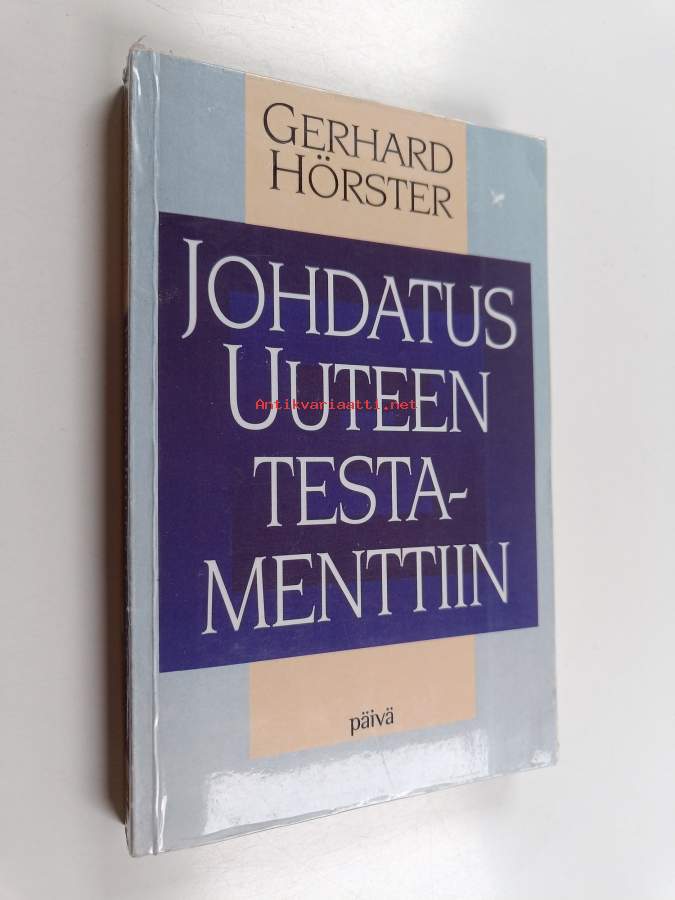 GERHARD
HÖRSTER
JOHDATUS
UUTEEN
Antikvariaatti.net
TESTA-
MENTTIIN
päivä